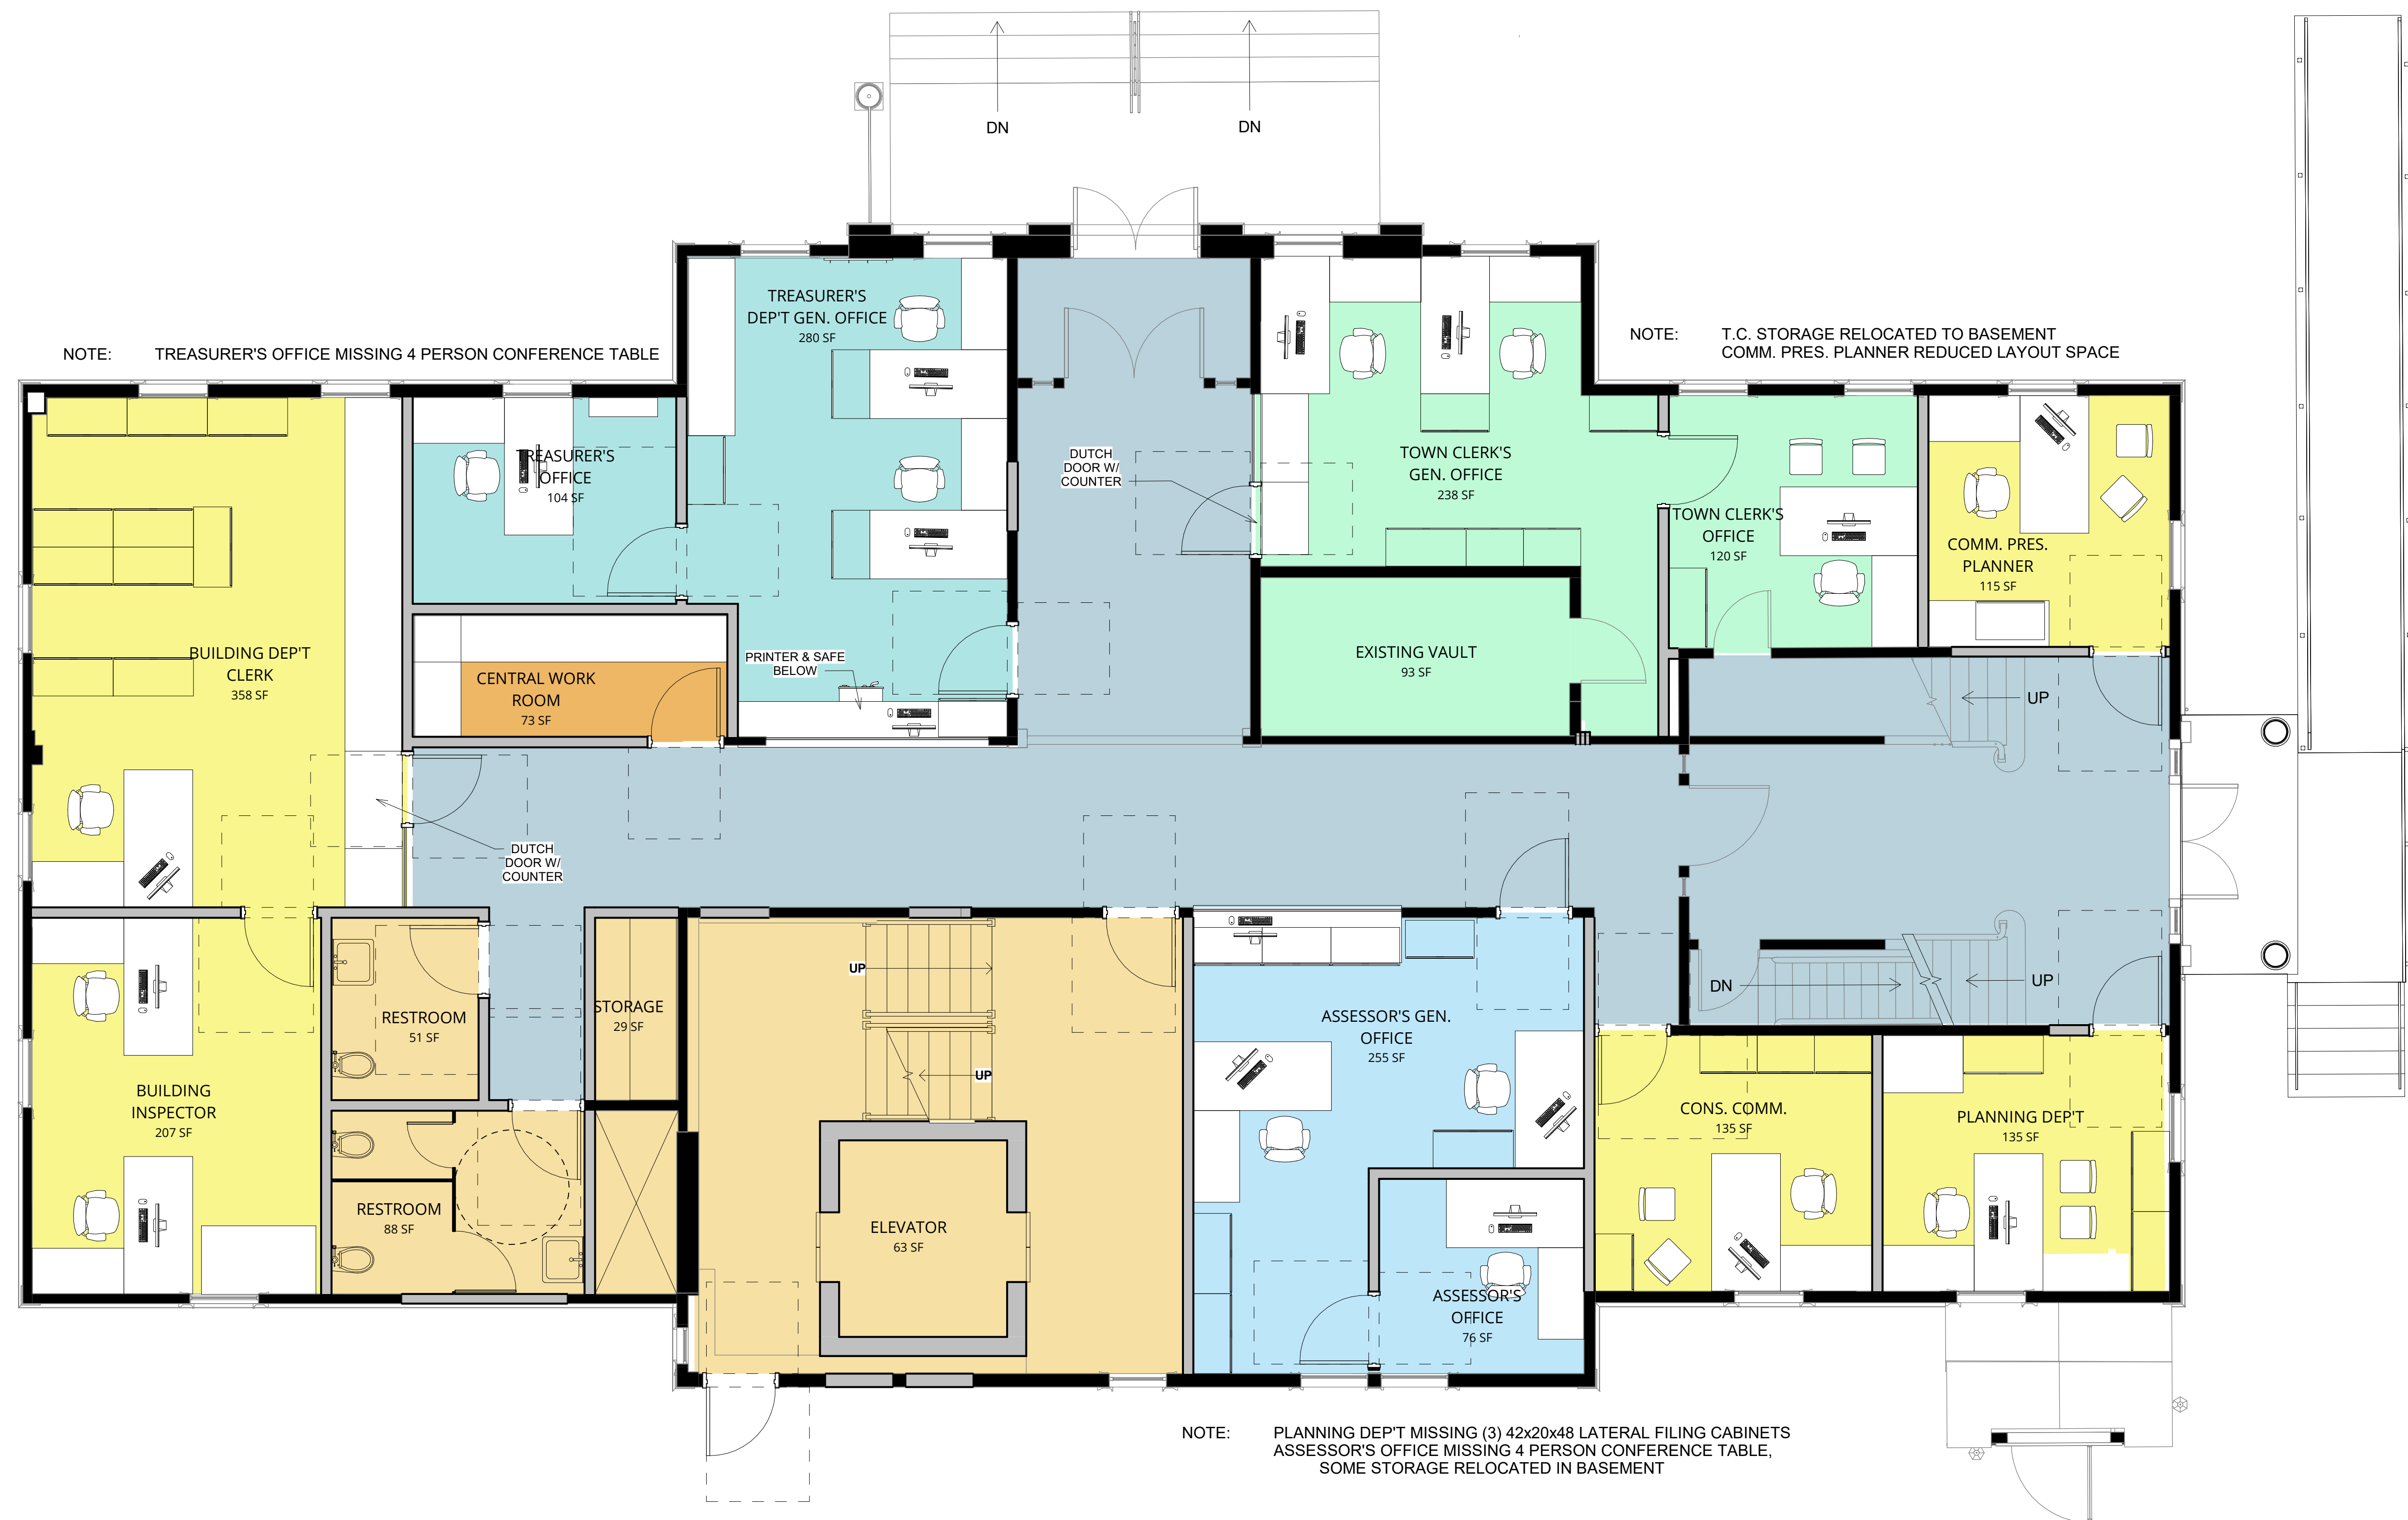 DN
DN
NOTE: TREASURER'S OFFICE MISSING 4 PERSON CONFERENCE TABLE
NOTE: T.C. STORAGE RELOCATED TO BASEMENT
COMM. PRES. PLANNER REDUCED LAYOUT SPACE
TREASURER'S
DEP'T GEN. OFFICE
280 SF
TREASURER'S
OFFICE
104 SF
DUTCH
DOOR W/
COUNTER
TOWN CLERK'S
GEN. OFFICE
238 SF
TOWN CLERK'S
OFFICE
120 SF
COMM. PRES.
PLANNER
115 SF
BUILDING DEP'T
CLERK
358 SF
CENTRAL WORK
ROOM
73 SF
PRINTER & SAFE
BELOW
EXISTING VAULT
93 SF
UP
DUTCH
DOOR W/
COUNTER
UP
UP
DN
UP
STORAGE
29 SF
RESTROOM
51 SF
ASSESSOR'S GEN.
OFFICE
255 SF
BUILDING
INSPECTOR
207 SF
CONS. COMM.
135 SF
PLANNING DEP'T
135 SF
RESTROOM
88 SF
ELEVATOR
63 SF
ASSESSOR'S
OFFICE
76 SF
NOTE: PLANNING DEP'T MISSING (3) 42x20x48 LATERAL FILING CABINETS
ASSESSOR'S OFFICE MISSING 4 PERSON CONFERENCE TABLE,
SOME STORAGE RELOCATED IN BASEMENT